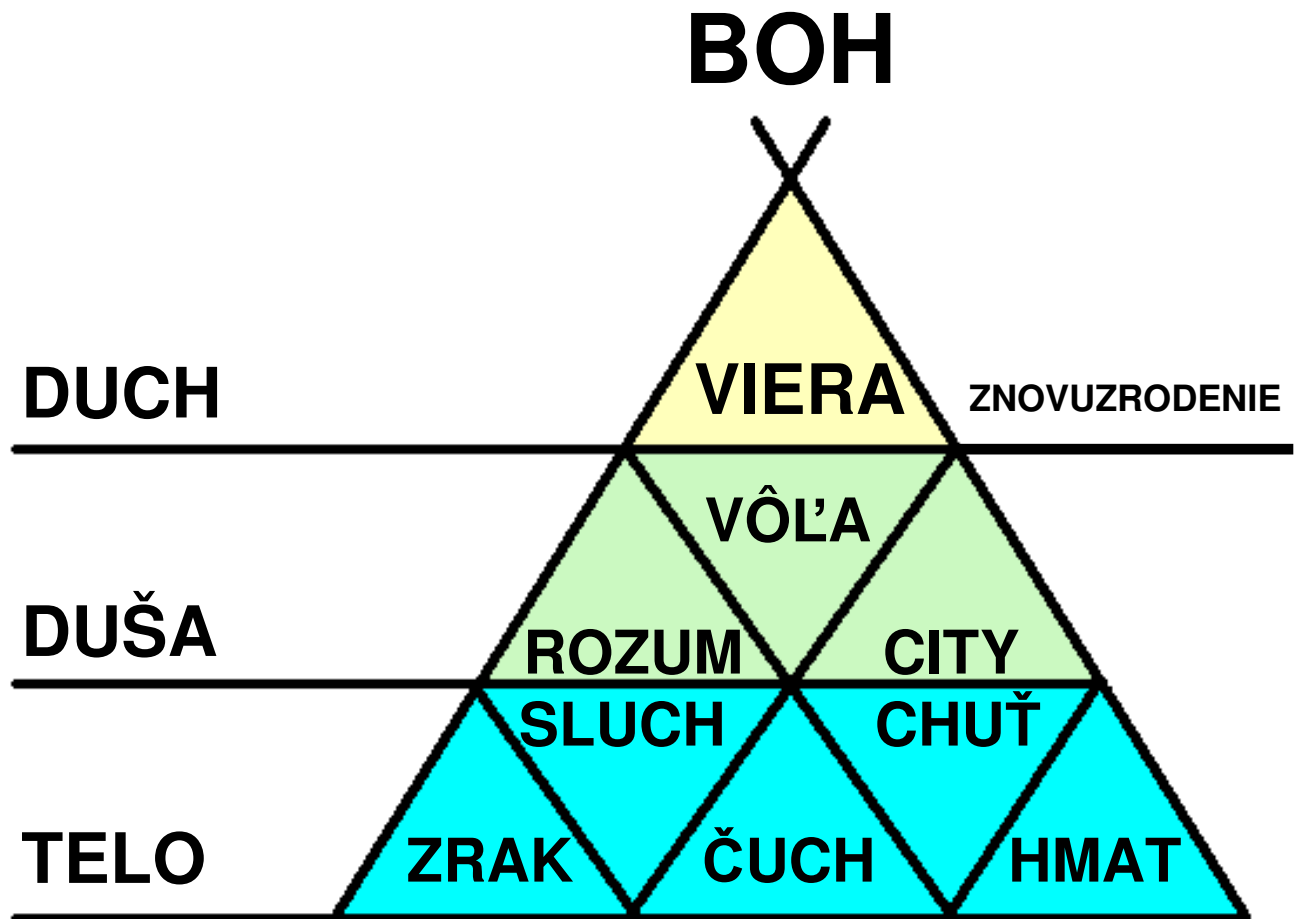 BOH
DUCH VIERA ZNOVUZRODENIE
VÔĽA
DUŠA ROZUM CITY
SLUCH CHUŤ
TELO ZRAK ČUCH HMAT